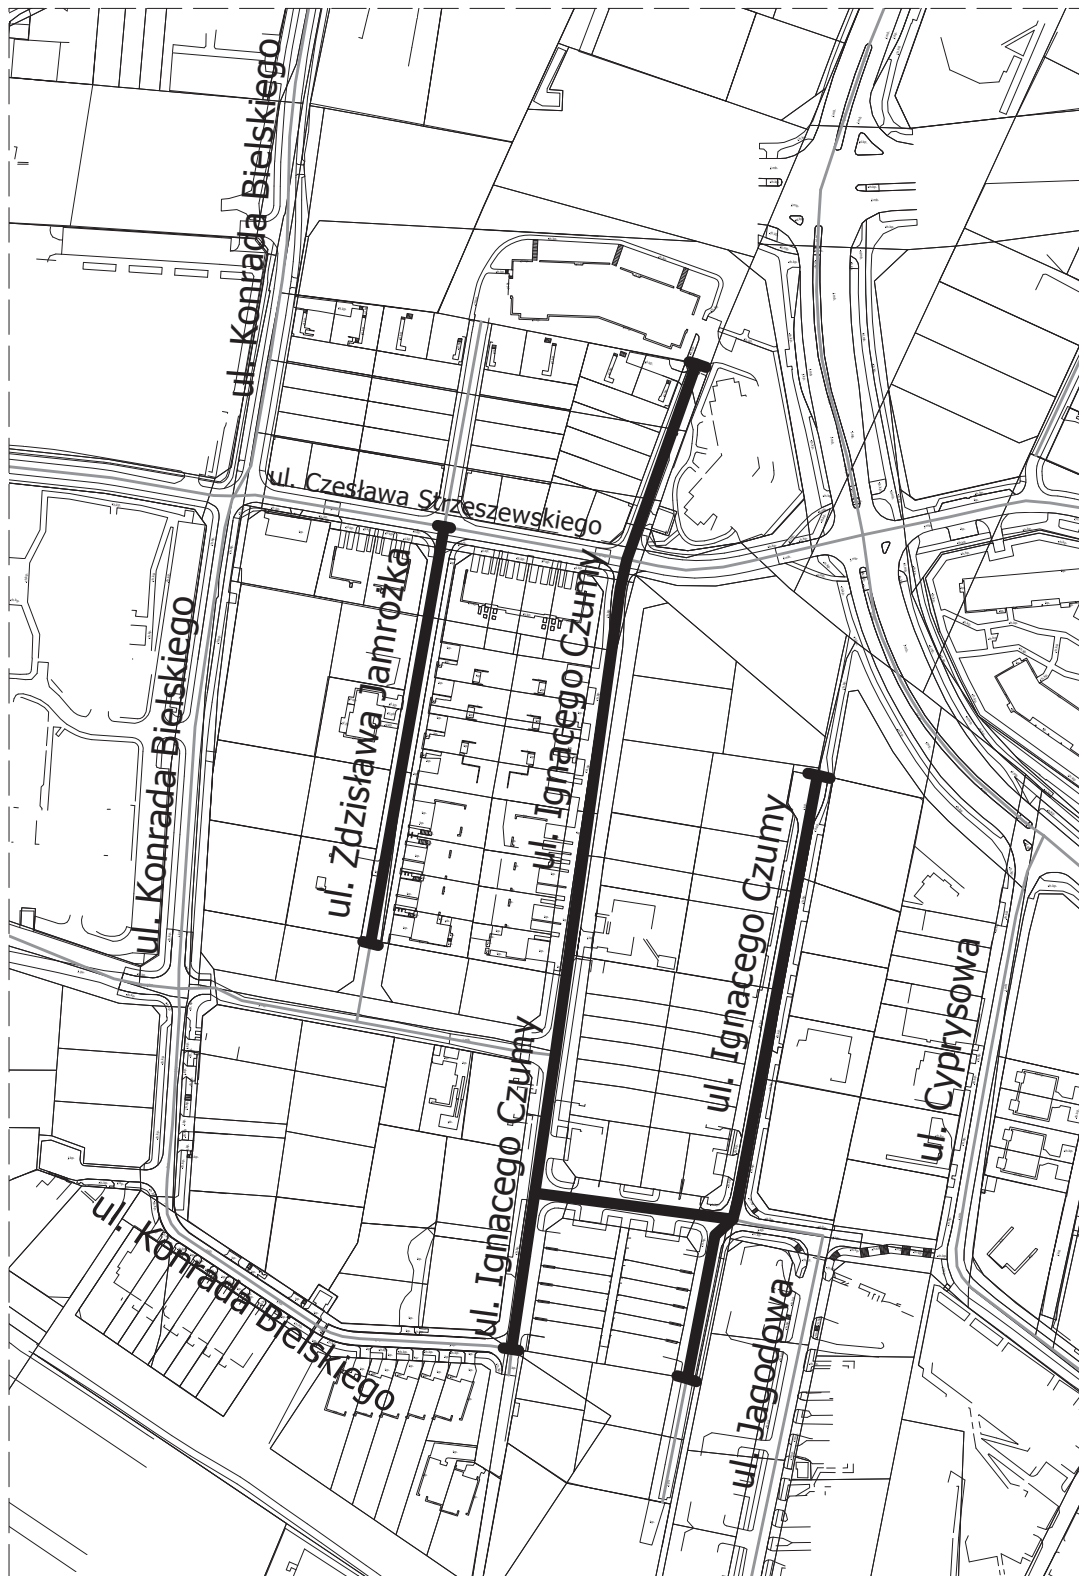 ul. Konrada Bielskiego
ul. Czesława Strzeszewskiego
ul. Konrada Bielskiego
ul. Zdzisława Jamrożka
ul. Ignacego Czumy
ul. Ignacego Czumy
ul. Cyprysowa
ul. Ignacego Czumy
ul. Konrada Bielskiego
ul. Jagodowa